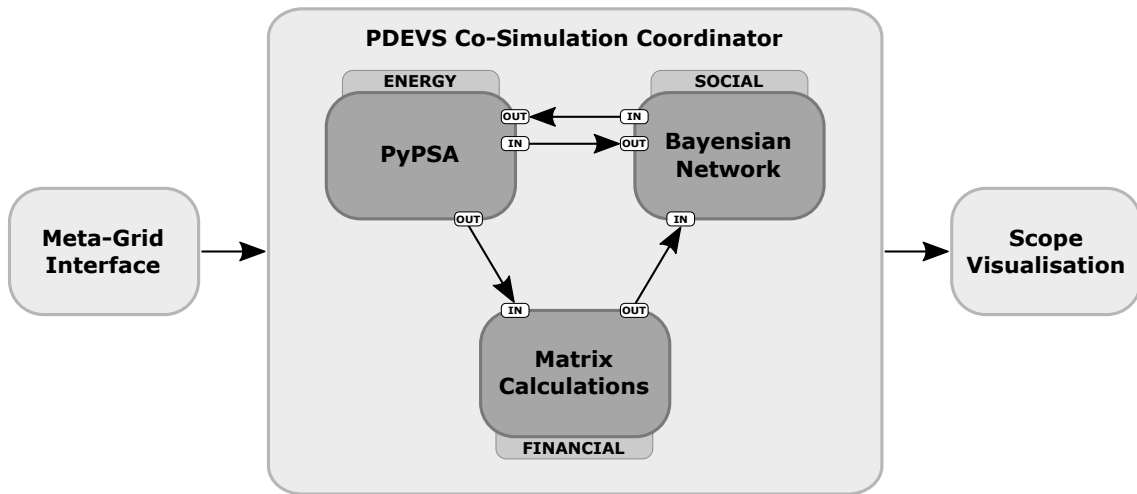 PDEVS Co-Simulation Coordinator
ENERGY
SOCIAL
OUT
IN
PyPSA
IN
OUT
Bayensian
Network
OUT
IN
Meta-Grid
Interface
Scope
Visualisation
IN
OUT
Matrix
Calculations
FINANCIAL